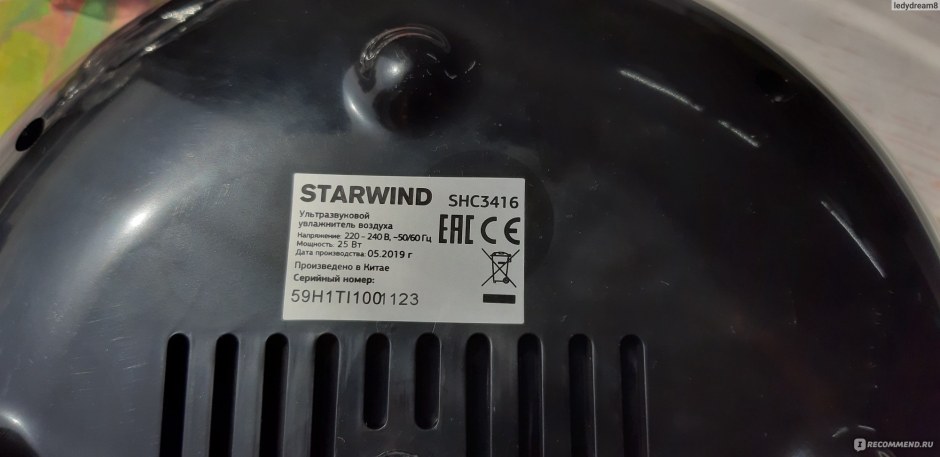 ledydream8
STARWIND SHC3416
Ультразвуковой
увлажнитель воздуха
Напряжение: 220 - 240 В, ~50/60 Гц
Мощность: 25 Вт
Дата производства: 05.2019 г
Произведено в Китае
Серийный номер:
59H1TI1001123
EAC CE
I RECOMMEND.RU